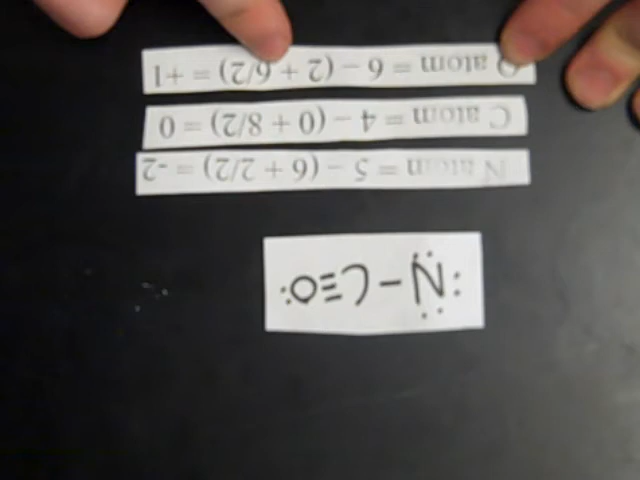 :N̤̈–C≡O:
N atom = 5 – (6 + 2/2) = -2
C atom = 4 – (0 + 8/2) = 0
O atom = 6 – (2 + 6/2) = +1